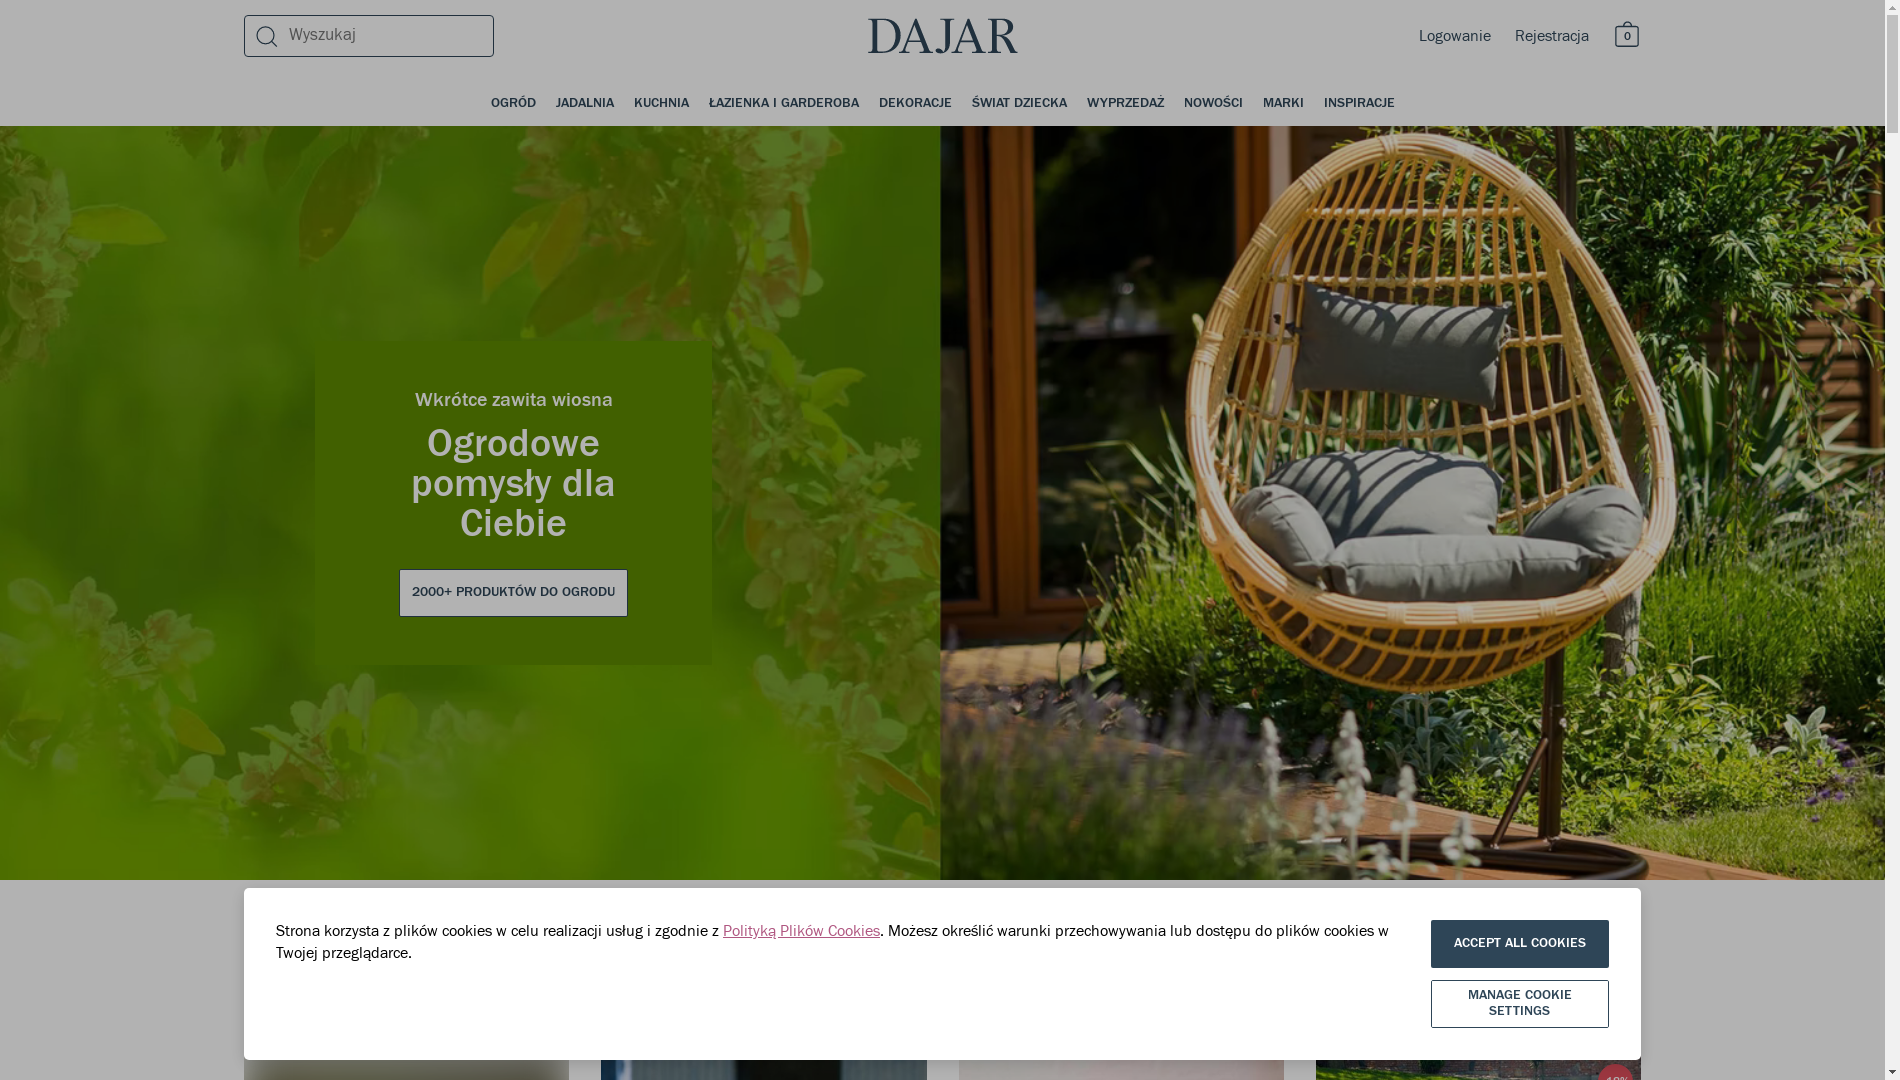 Wyszukaj
DAJAR
Logowanie
Rejestracja
0
OGRÓD JADALNIA KUCHNIA ŁAZIENKA I GARDEROBA DEKORACJE ŚWIAT DZIECKA WYPRZEDAŻ NOWOŚCI MARKI INSPIRACJE
Wkrótce zawita wiosna
Ogrodowe
pomysły dla
Ciebie
2000+ PRODUKTÓW DO OGRODU
Strona korzysta z plików cookies w celu realizacji usług i zgodnie z Polityką Plików Cookies. Możesz określić warunki przechowywania lub dostępu do plików cookies w
Twojej przeglądarce.
ACCEPT ALL COOKIES
MANAGE COOKIE
SETTINGS